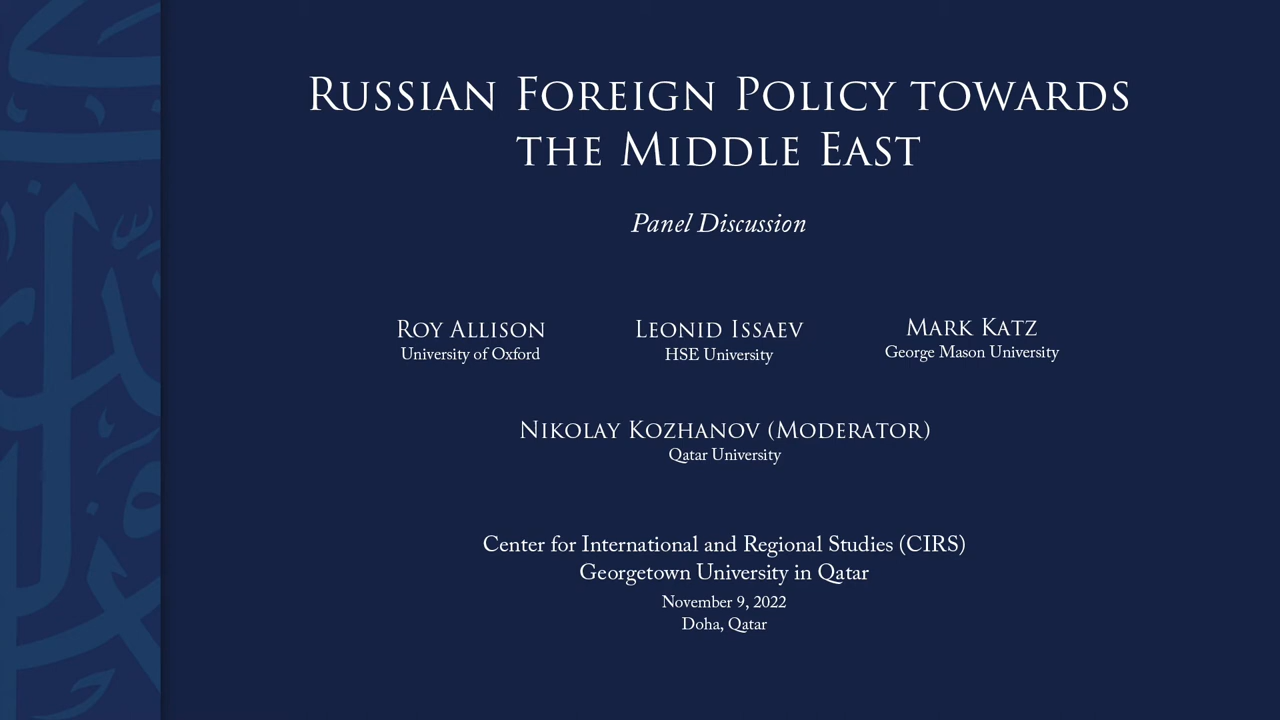 Russian Foreign Policy towards
the Middle East
Panel Discussion
Roy Allison
University of Oxford
Leonid Issaev
HSE University
Mark Katz
George Mason University
Nikolay Kozhanov (Moderator)
Qatar University
Center for International and Regional Studies (CIRS)
Georgetown University in Qatar
November 9, 2022
Doha, Qatar